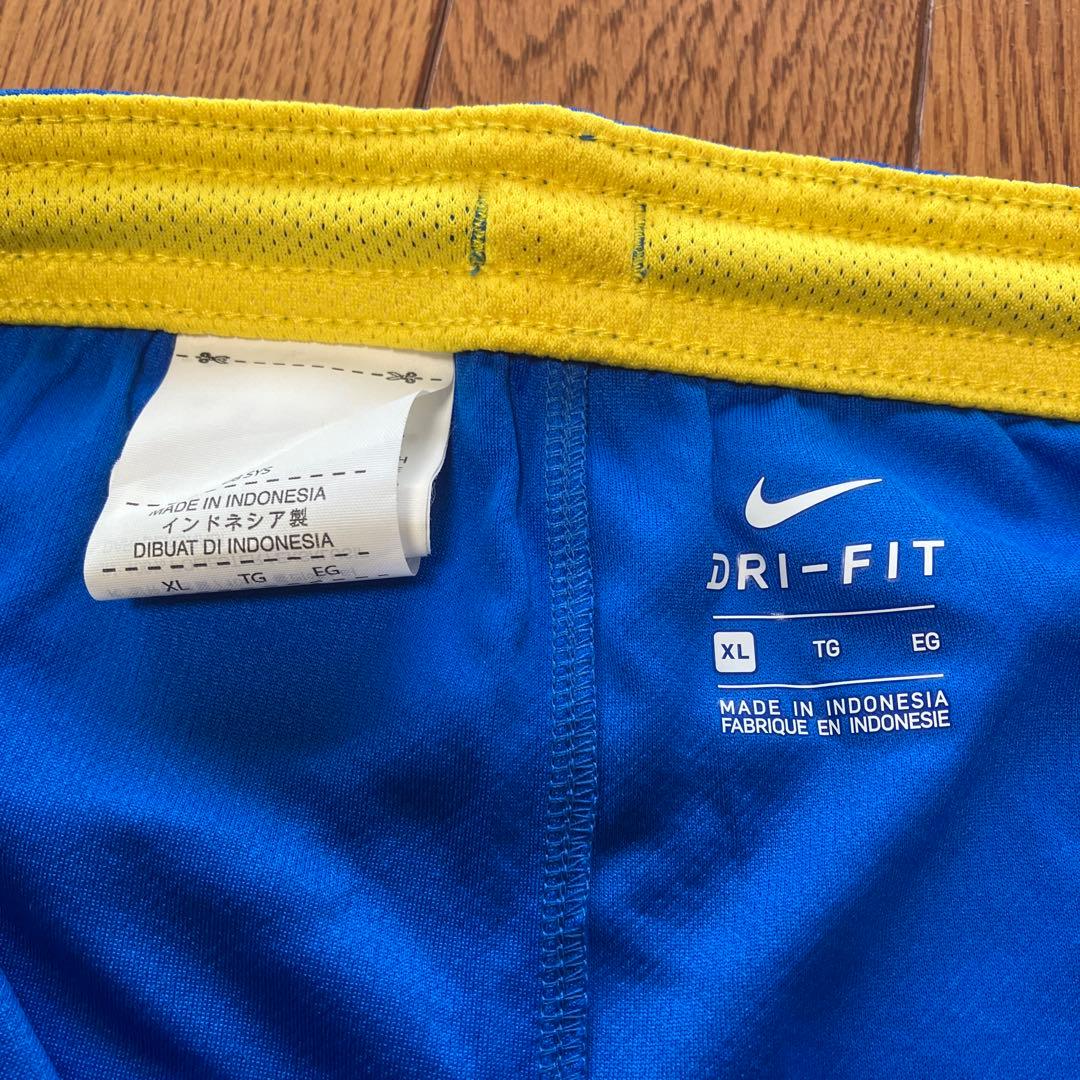 SYS
MADE IN INDONESIA
インドネシア製
DIBUAT DI INDONESIA
XL TG EG
DRI-FIT
XL TG EG
MADE IN INDONESIA
FABRIQUE EN INDONESIE